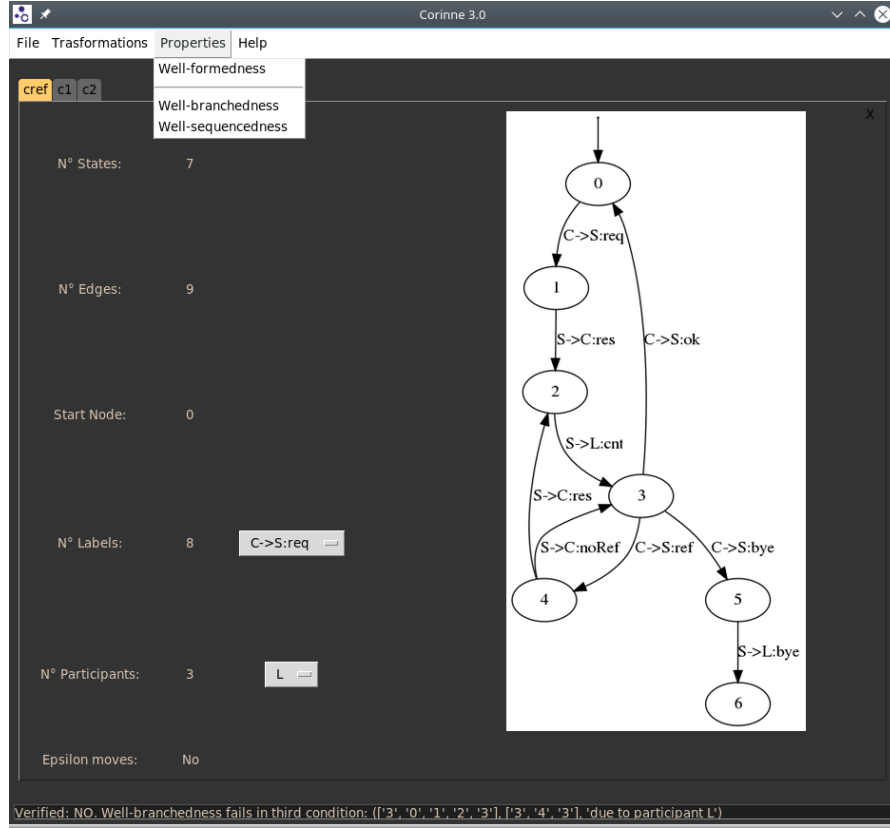 Corinne 3.0
File Trasformations Properties Help
Well-formedness
Well-branchedness
Well-sequencedness
cref c1 c2
X
N° States: 7
N° Edges: 9
Start Node: 0
N° Labels: 8 C->S:req
N° Participants: 3 L
Epsilon moves: No
0
C->S:req
1
S->C:res C->S:ok
2
S->L:cnt
S->C:res 3
S->C:noRef C->S:ref C->S:bye
4 5
S->L:bye
6
Verified: NO. Well-branchedness fails in third condition: (['3', '0', '1', '2', '3'], ['3', '4', '3'], 'due to participant L')